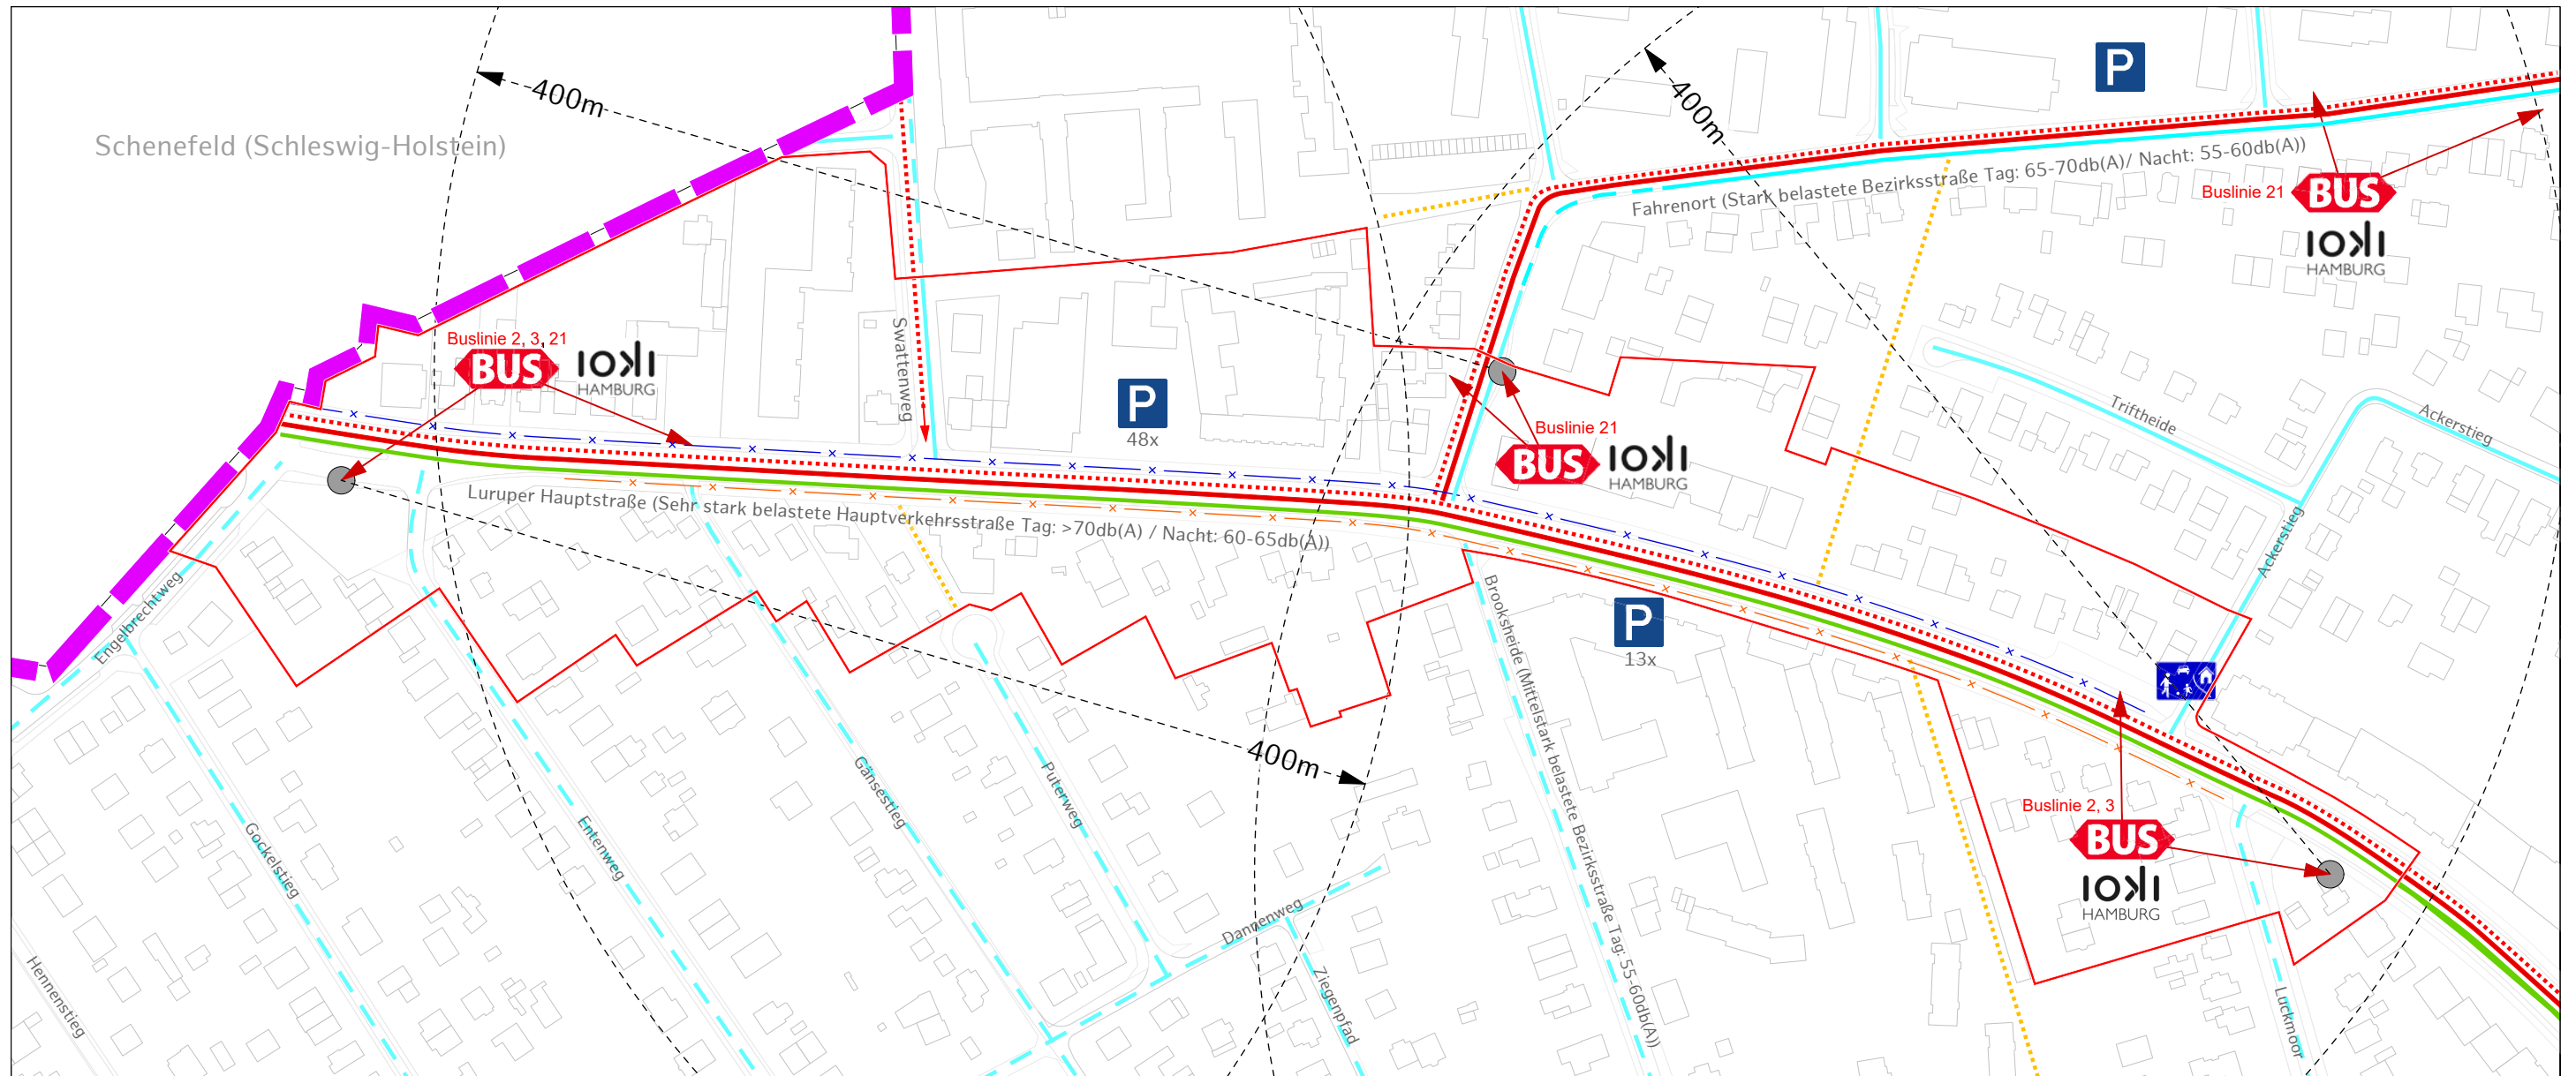 400m
400m
P
Schenefeld (Schleswig-Holstein)
Fahrenort (Stark belastete Bezirksstraße Tag: 65-70db(A)/ Nacht: 55-60db(A))
Buslinie 21
BUS
ioki
HAMBURG
Buslinie 2, 3, 21
BUS
ioki
HAMBURG
Swattenweg
P
48x
Triftheide
Ackerstieg
Buslinie 21
BUS
ioki
HAMBURG
Luruper Hauptstraße (Sehr stark belastete Hauptverkehrsstraße Tag: >70db(A) / Nacht: 60-65db(A))
Ackerstieg
Engelbrechtweg
P
13x
Brooksheide (Mittelstark belastete Bezirksstraße Tag: 55-60db(A))
400m
Gänsestieg
Puterweg
Entenweg
Gockelstieg
Buslinie 2, 3
BUS
ioki
HAMBURG
Dannenweg
Ziegenpfad
Hennenstieg
Luckmoor